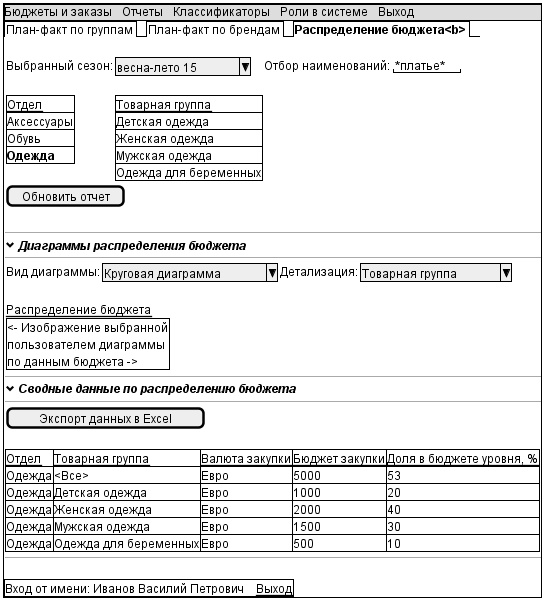 Бюджеты и заказы Отчеты Классификаторы Роли в системе Выход
План-факт по группам План-факт по брендам Распределение бюджета<b>
Выбранный сезон: весна-лето 15 Отбор наименований: *платье*
Отдел Товарная группа
Аксессуары Детская одежда
Обувь Женская одежда
Одежда Мужская одежда
Одежда для беременных
Обновить отчет
Диаграммы распределения бюджета
Вид диаграммы: Круговая диаграмма Детализация: Товарная группа
Распределение бюджета
<- Изображение выбранной
пользователем диаграммы
по данным бюджета ->
Сводные данные по распределению бюджета
Экспорт данных в Excel
Отдел Товарная группа Валюта закупки Бюджет закупки Доля в бюджете уровня, %
Одежда <Все> Евро 5000 53
Одежда Детская одежда Евро 1000 20
Одежда Женская одежда Евро 2000 40
Одежда Мужская одежда Евро 1500 30
Одежда Одежда для беременных Евро 500 10
Вход от имени: Иванов Василий Петрович Выход